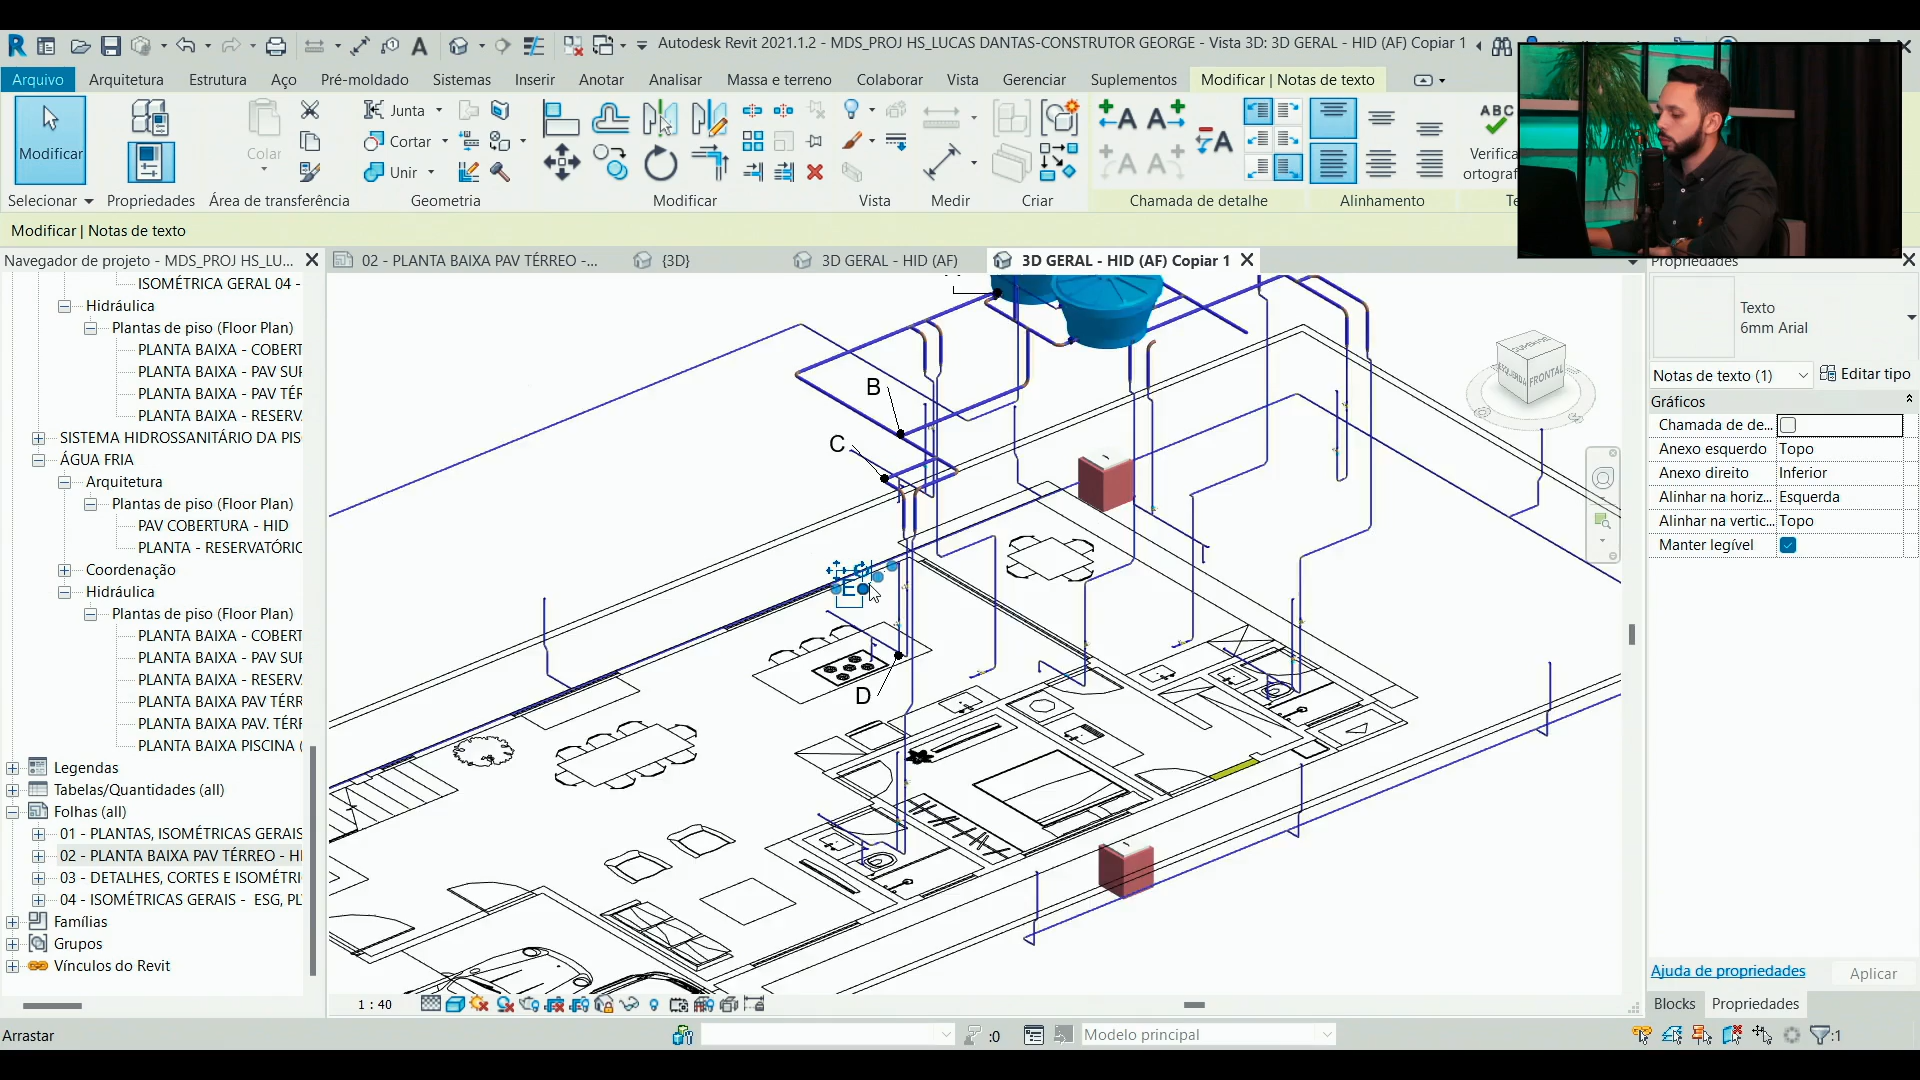 Autodesk Revit 2021.1.2 - MDS_PROJ HS_LUCAS DANTAS-CONSTRUTOR GEORGE - Vista 3D: 3D GERAL - HID (AF) Copiar 1
Arquivo Arquitetura Estrutura Aço Pré-moldado Sistemas Inserir Anotar Analisar Massa e terreno Colaborar Vista Gerenciar Suplementos Modificar | Notas de texto
Modificar
Colar
Junta
Cortar
Unir
ABC
Verifica
ortograf
Selecionar Propriedades Área de transferência Geometria Modificar Vista Medir Criar Chamada de detalhe Alinhamento
Modificar | Notas de texto
Navegador de projeto - MDS_PROJ HS_LU...
02 - PLANTA BAIXA PAV TÉRREO -...
{3D}
3D GERAL - HID (AF)
3D GERAL - HID (AF) Copiar 1
ISOMÉTRICA GERAL 04 -
Hidráulica
Plantas de piso (Floor Plan)
PLANTA BAIXA - COBERT
PLANTA BAIXA - PAV SUP
PLANTA BAIXA - PAV TÉR
PLANTA BAIXA - RESERV
SISTEMA HIDROSSANITÁRIO DA PIS
ÁGUA FRIA
Arquitetura
Plantas de piso (Floor Plan)
PAV COBERTURA - HID
PLANTA - RESERVATÓRIO
Coordenação
Hidráulica
Plantas de piso (Floor Plan)
PLANTA BAIXA - COBERT
PLANTA BAIXA - PAV SUP
PLANTA BAIXA - RESERV
PLANTA BAIXA PAV TÉRR
PLANTA BAIXA PAV. TÉRR
PLANTA BAIXA PISCINA (
Legendas
Tabelas/Quantidades (all)
Folhas (all)
01 - PLANTAS, ISOMÉTRICAS GERAIS
02 - PLANTA BAIXA PAV TÉRREO - HI
03 - DETALHES, CORTES E ISOMÉTRI
04 - ISOMÉTRICAS GERAIS - ESG, PL
Famílias
Grupos
Vínculos do Revit
B
C
E
D
ESQUERDA
FRONTAL
Propriedades
Texto
6mm Arial
Notas de texto (1)
Editar tipo
Gráficos
Chamada de de...
Anexo esquerdo Topo
Anexo direito Inferior
Alinhar na horiz... Esquerda
Alinhar na vertic... Topo
Manter legível
Ajuda de propriedades
Aplicar
Blocks Propriedades
1 : 40
Arrastar
:0
Modelo principal
:1